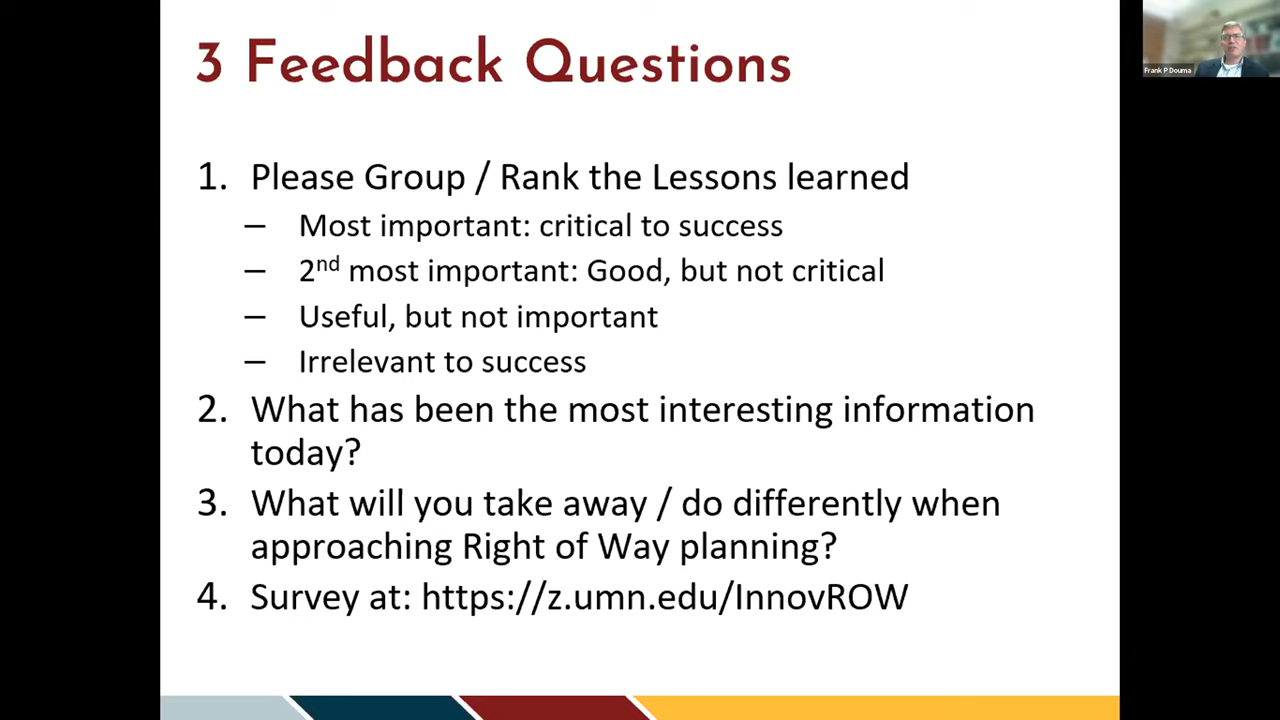 3 Feedback Questions
Frank P Douma
1. Please Group / Rank the Lessons learned
– Most important: critical to success
– 2nd most important: Good, but not critical
– Useful, but not important
– Irrelevant to success
2. What has been the most interesting information
today?
3. What will you take away / do differently when
approaching Right of Way planning?
4. Survey at: https://z.umn.edu/InnovROW